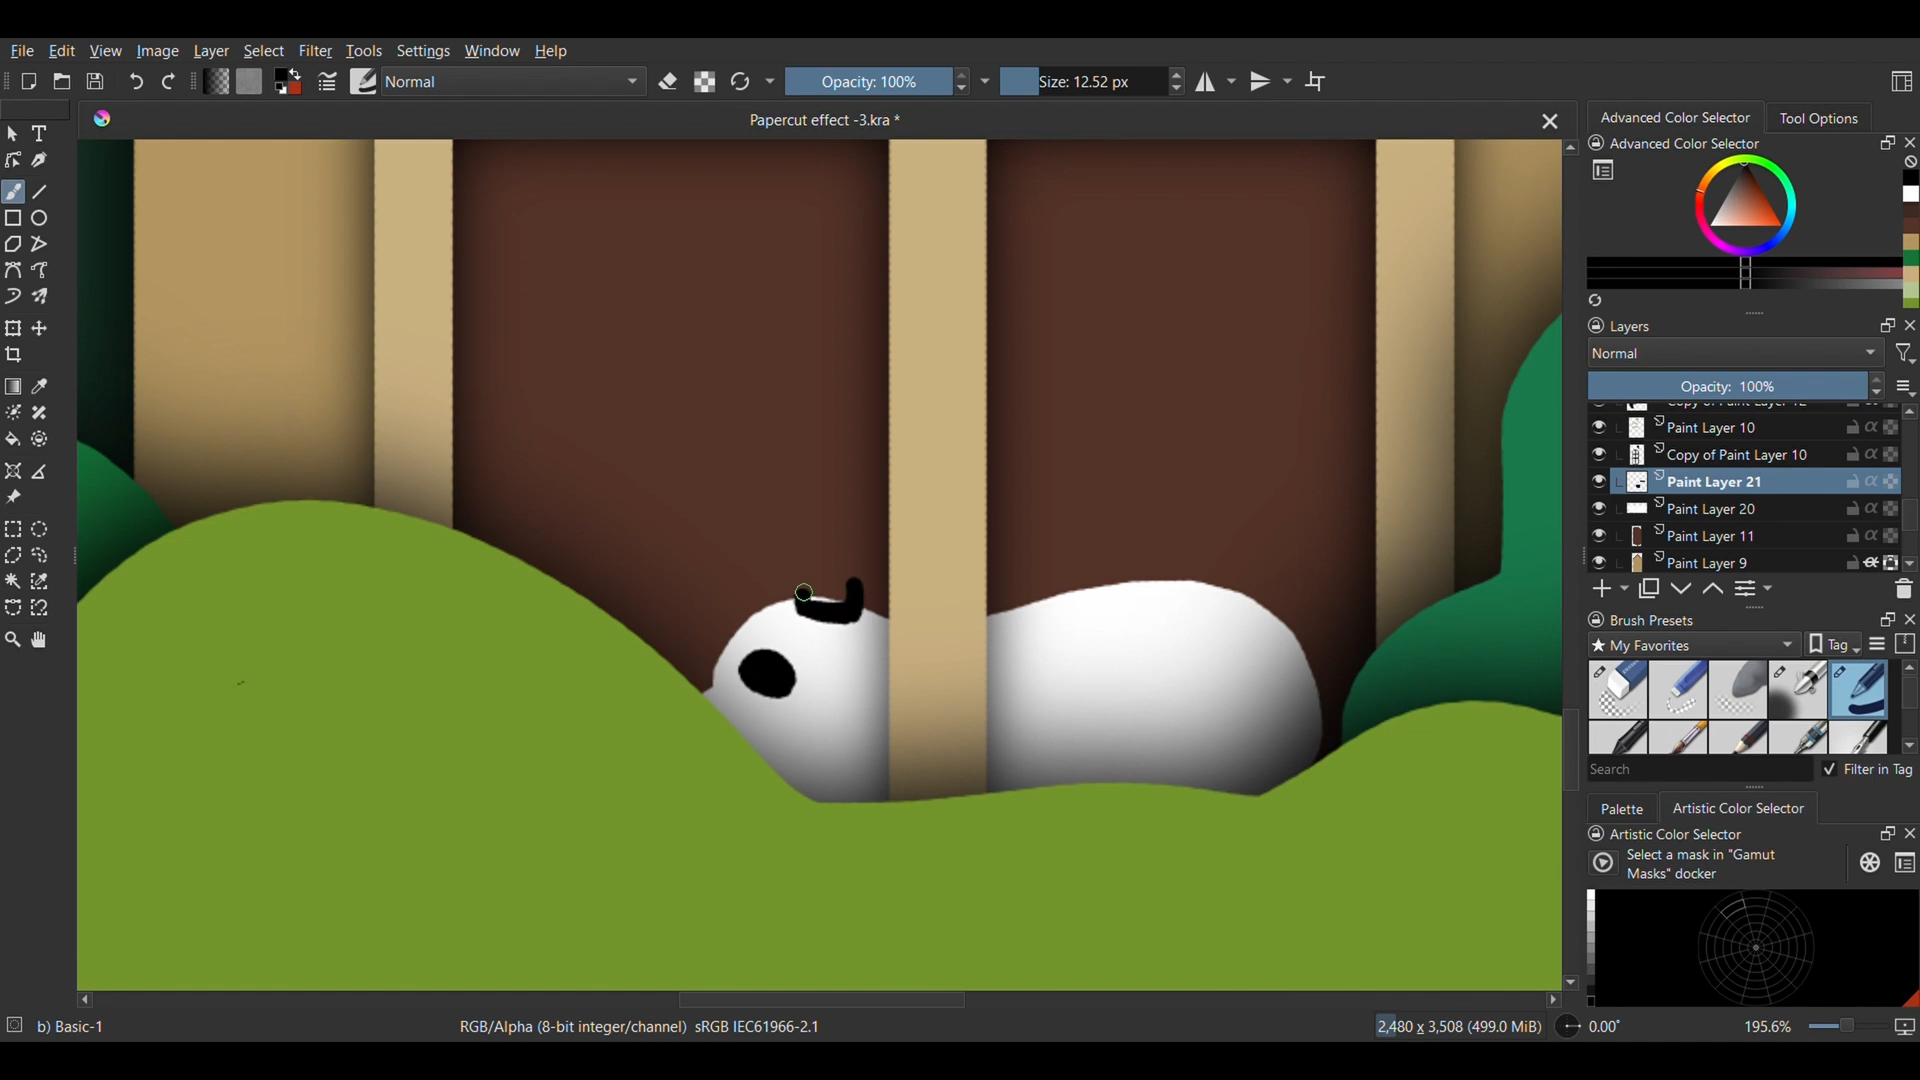 File Edit View Image Layer Select Filter Tools Settings Window Help
Normal Opacity: 100% Size: 12.52 px
Papercut effect -3.kra *
Advanced Color Selector Tool Options
Advanced Color Selector
Layers
Normal
Opacity: 100%
Copy of Paint Layer 12
Paint Layer 10
Copy of Paint Layer 10
Paint Layer 21
Paint Layer 20
Paint Layer 11
Paint Layer 9
Brush Presets
My Favorites Tag
Search Filter in Tag
Palette Artistic Color Selector
Artistic Color Selector
Select a mask in "Gamut
Masks" docker
b) Basic-1 RGB/Alpha (8-bit integer/channel) sRGB IEC61966-2.1 2,480 x 3,508 (499.0 MiB) 0.00° 195.6%